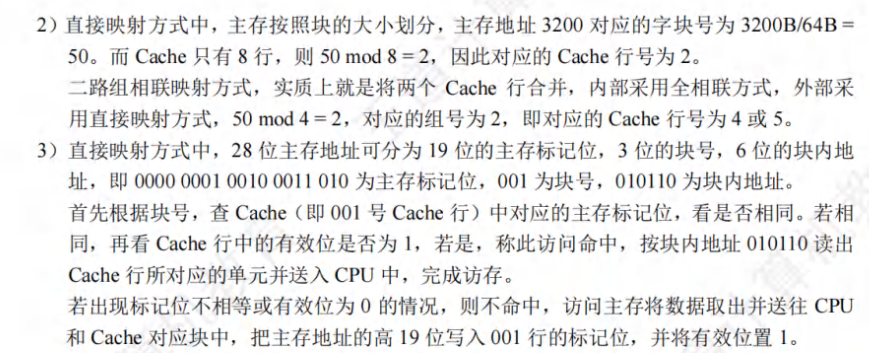 2）直接映射方式中，主存按照块的大小划分，主存地址 3200 对应的字块号为 3200B/64B =
50。而 Cache 只有 8 行，则 50 mod 8 = 2，因此对应的 Cache 行号为 2。
二路组相联映射方式，实质上就是将两个 Cache 行合并，内部采用全相联方式，外部采
用直接映射方式，50 mod 4 = 2，对应的组号为 2，即对应的 Cache 行号为 4 或 5。
3）直接映射方式中，28 位主存地址可分为 19 位的主存标记位，3 位的块号，6 位的块内地
址，即 0000 0001 0010 0011 010 为主存标记位，001 为块号，010110 为块内地址。
首先根据块号，查 Cache（即 001 号 Cache 行）中对应的主存标记位，看是否相同。若相
同，再看 Cache 行中的有效位是否为 1，若是，称此访问命中，按块内地址 010110 读出
Cache 行所对应的单元并送入 CPU 中，完成访存。
若出现标记位不相等或有效位为 0 的情况，则不命中，访问主存将数据取出并送往 CPU
和 Cache 对应块中，把主存地址的高 19 位写入 001 行的标记位，并将有效位置 1。